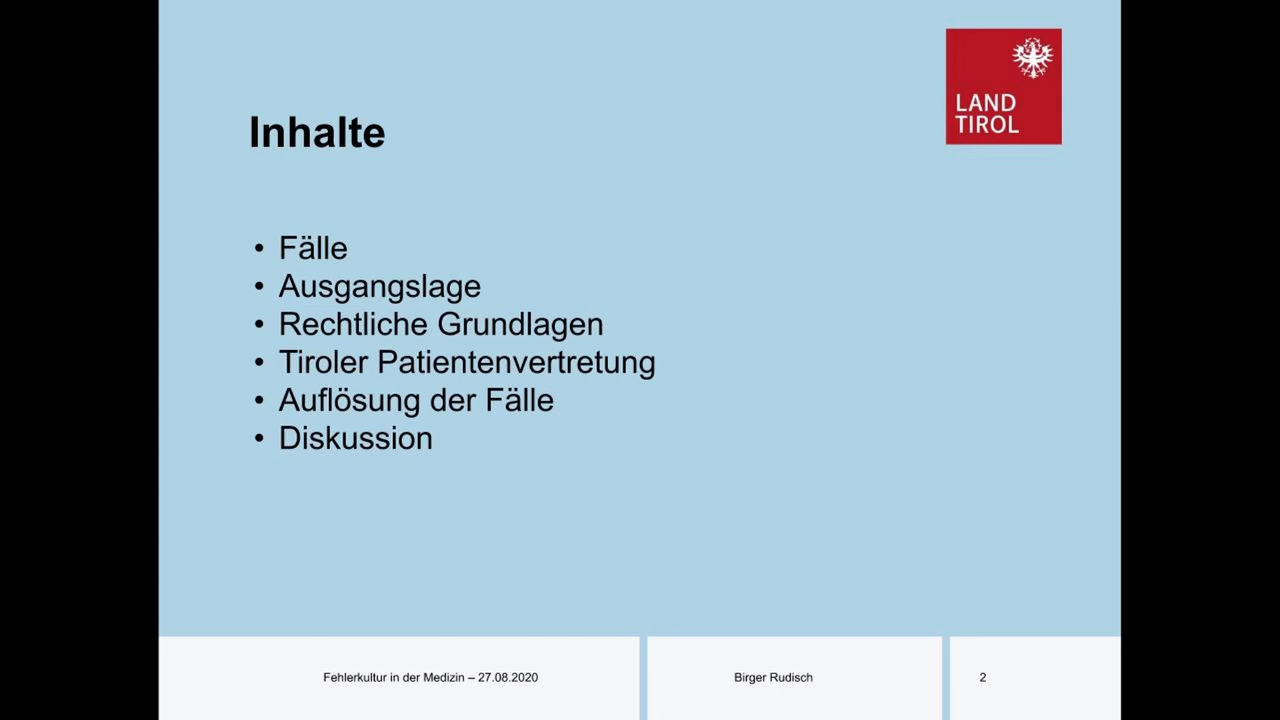 LAND
TIROL
Inhalte
• Fälle
• Ausgangslage
• Rechtliche Grundlagen
• Tiroler Patientenvertretung
• Auflösung der Fälle
• Diskussion
Fehlerkultur in der Medizin – 27.08.2020
Birger Rudisch
2